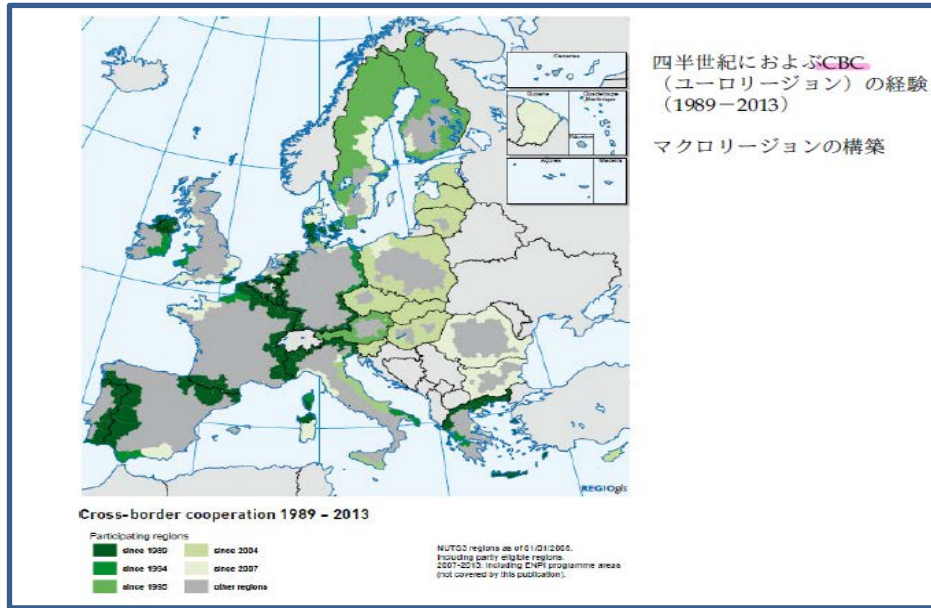 四半世紀におよぶCBC
（ユーロリージョン）の経験
（1989－2013）
マクロリージョンの構築
Canarias
Guyane
Guadeloupe
Martinique
Réunion
Açores
Madeira
REGIOgis
Cross-border cooperation 1989 – 2013
Participating regions
since 1989
since 1994
since 1995
since 2004
since 2007
other regions
NUTS3 regions as of 01/01/2006.
Including partly eligible regions.
2007-2013: including ENPI programme areas
(not covered by this publication).